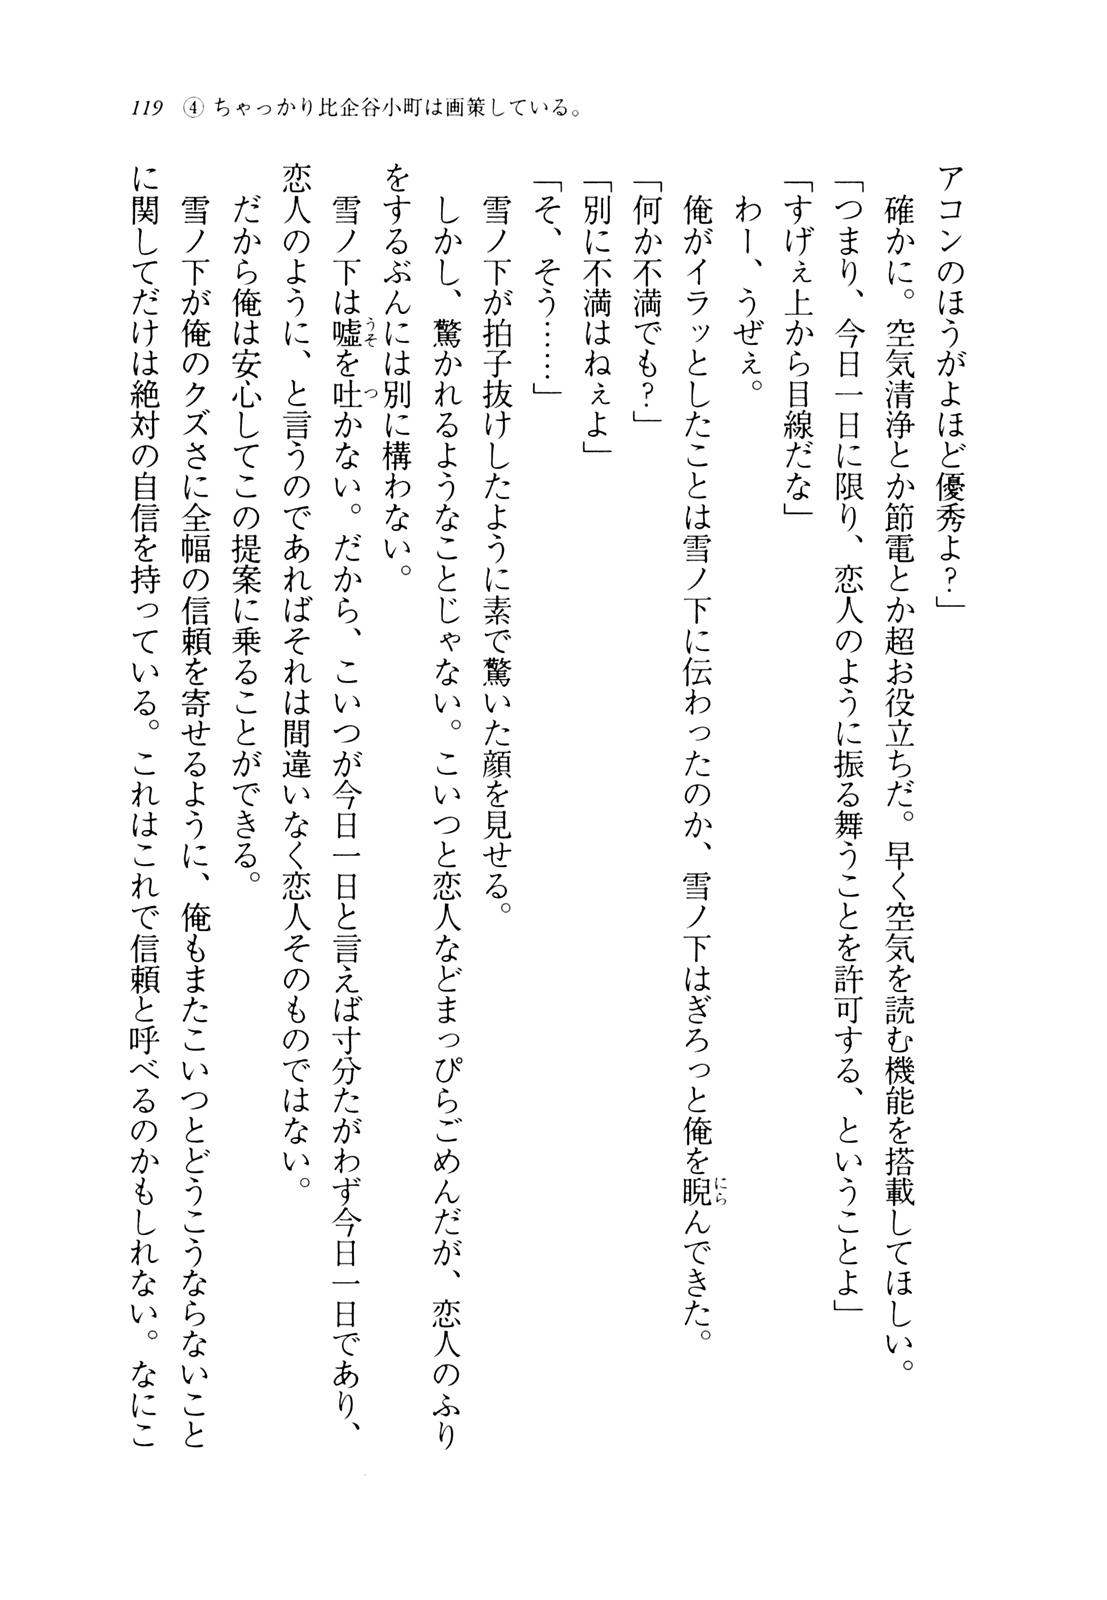 119 ④ ちゃっかり比企谷小町は画策している。
アコンのほうがよほど優秀よ？」
確かに。空気清浄とか節電とか超お役立ちだ。早く空気を読む機能を搭載してほしい。
「つまり、今日一日に限り、恋人のように振る舞うことを許可する、ということよ」
「すげぇ上から目線だな」
わー、うぜぇ。
俺がイラッとしたことは雪ノ下に伝わったのか、雪ノ下はぎろっと俺を睨んできた。
「何か不満でも？」
「別に不満はねぇよ」
「そ、そう……」
雪ノ下が拍子抜けしたように素で驚いた顔を見せる。
しかし、驚かれるようなことじゃない。こいつと恋人などまっぴらごめんだが、恋人のふり
をするぶんには別に構わない。
雪ノ下は嘘を吐かない。だから、こいつが今日一日と言えば寸分たがわず今日一日であり、
恋人のように、と言うのであればそれは間違いなく恋人そのものではない。
だから俺は安心してこの提案に乗ることができる。
雪ノ下が俺のクズさに全幅の信頼を寄せるように、俺もまたこいつとどうこうならないこと
に関してだけは絶対の自信を持っている。これはこれで信頼と呼べるのかもしれない。なにこ